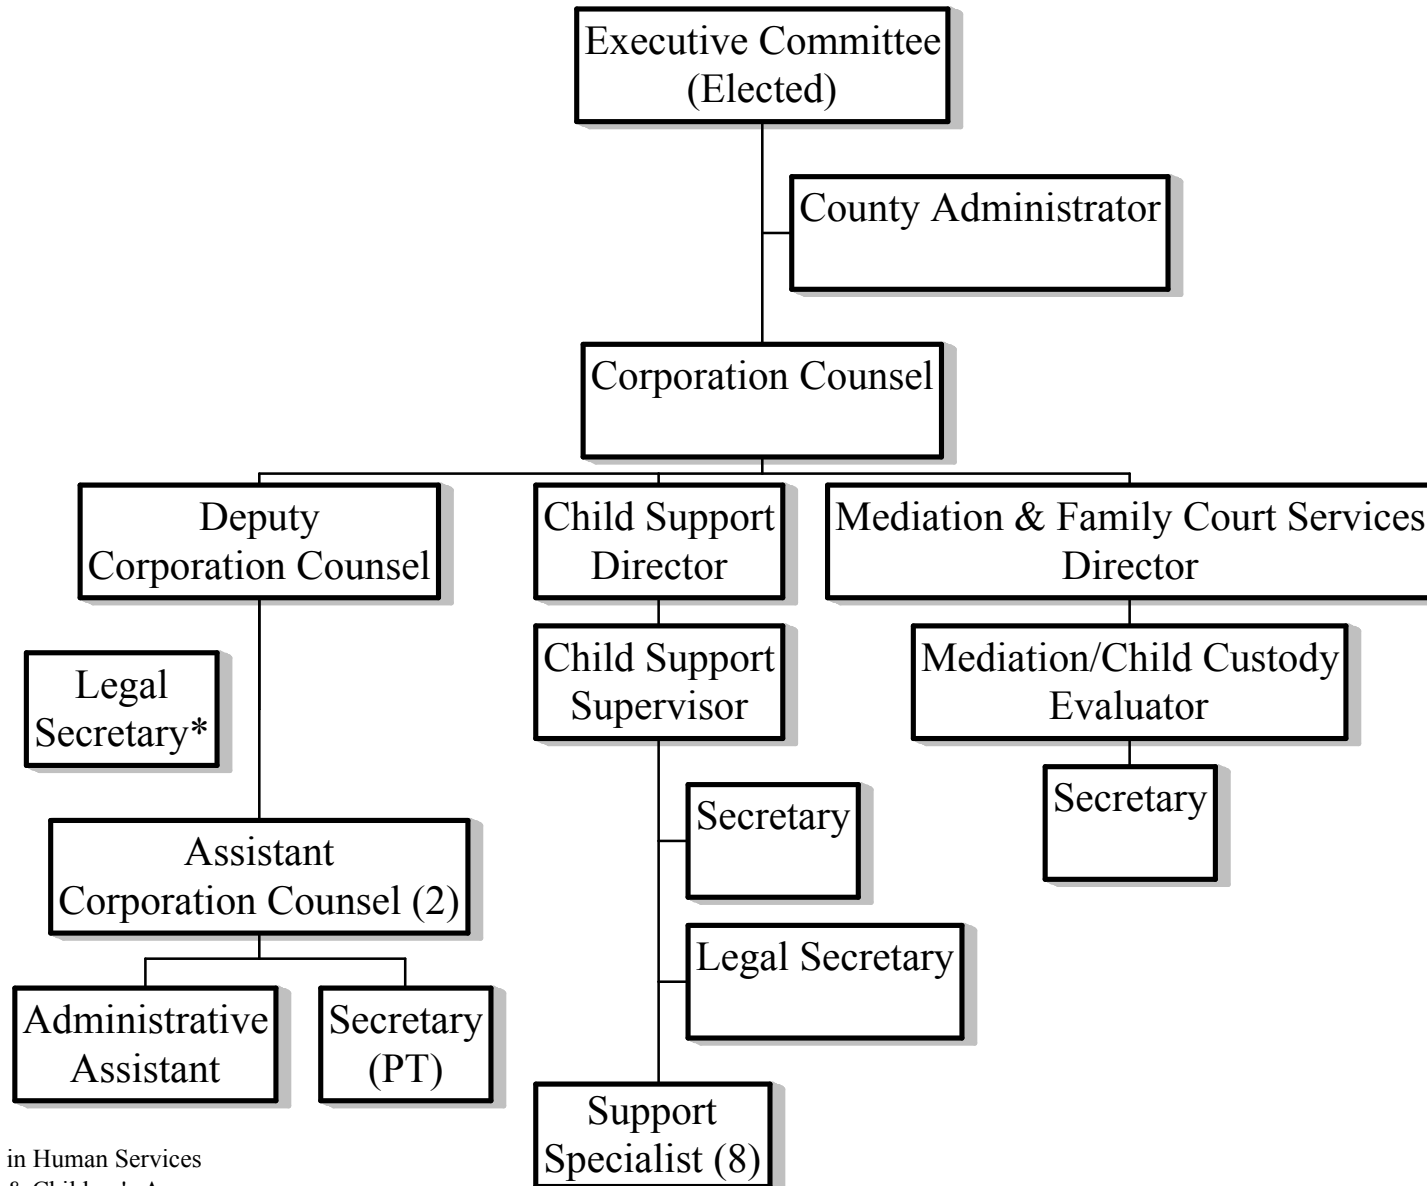 Executive Committee
(Elected)
County Administrator
Corporation Counsel
Deputy
Corporation Counsel
Child Support
Director
Mediation & Family Court Services
Director
Legal
Secretary*
Child Support
Supervisor
Mediation/Child Custody
Evaluator
Secretary
Secretary
Assistant
Corporation Counsel (2)
Legal Secretary
Administrative
Assistant
Secretary
(PT)
Support
Specialist (8)
in Human Services
& Children's